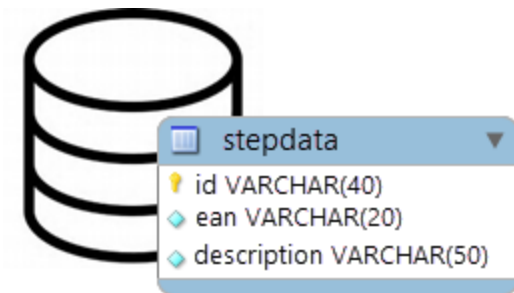 stepdata
id VARCHAR(40)
ean VARCHAR(20)
description VARCHAR(50)